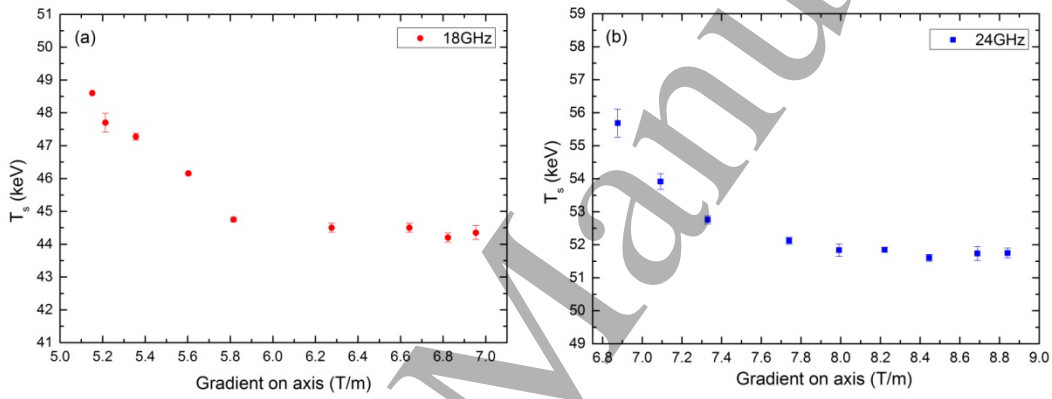 (a)
18GHz
51
50
49
48
47
46
45
44
43
42
41
T_s (keV)
5.0 5.2 5.4 5.6 5.8 6.0 6.2 6.4 6.6 6.8 7.0
Gradient on axis (T/m)
(b)
24GHz
59
58
57
56
55
54
53
52
51
50
49
T_s (keV)
6.8 7.0 7.2 7.4 7.6 7.8 8.0 8.2 8.4 8.6 8.8 9.0
Gradient on axis (T/m)
Manu